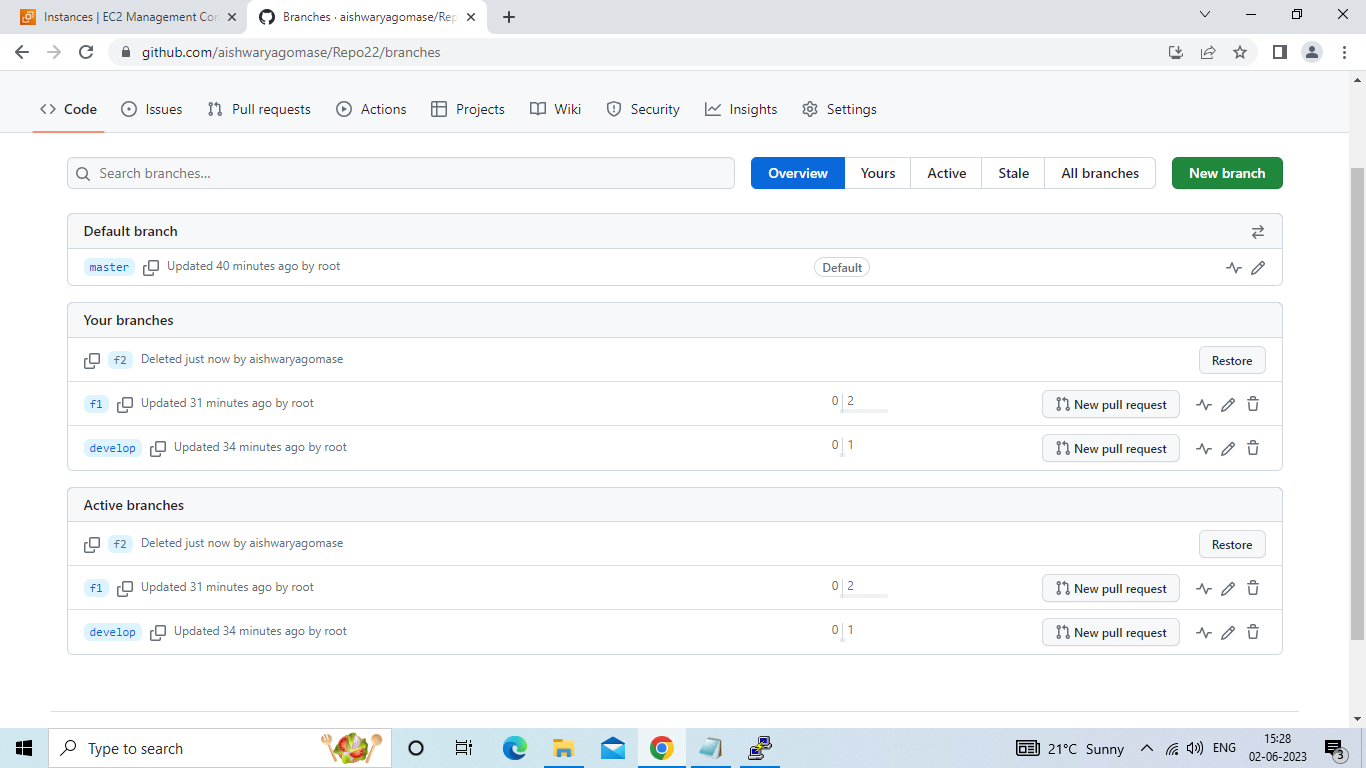 Instances | EC2 Management Con
Branches · aishwaryagomase/Rep
github.com/aishwaryagomase/Repo22/branches
Code Issues Pull requests Actions Projects Wiki Security Insights Settings
Search branches... Overview Yours Active Stale All branches New branch
Default branch
master Updated 40 minutes ago by root Default
Your branches
f2 Deleted just now by aishwaryagomase Restore
f1 Updated 31 minutes ago by root 0 2 New pull request
develop Updated 34 minutes ago by root 0 1 New pull request
Active branches
f2 Deleted just now by aishwaryagomase Restore
f1 Updated 31 minutes ago by root 0 2 New pull request
develop Updated 34 minutes ago by root 0 1 New pull request
Type to search 21°C Sunny ENG 15:28
02-06-2023 3